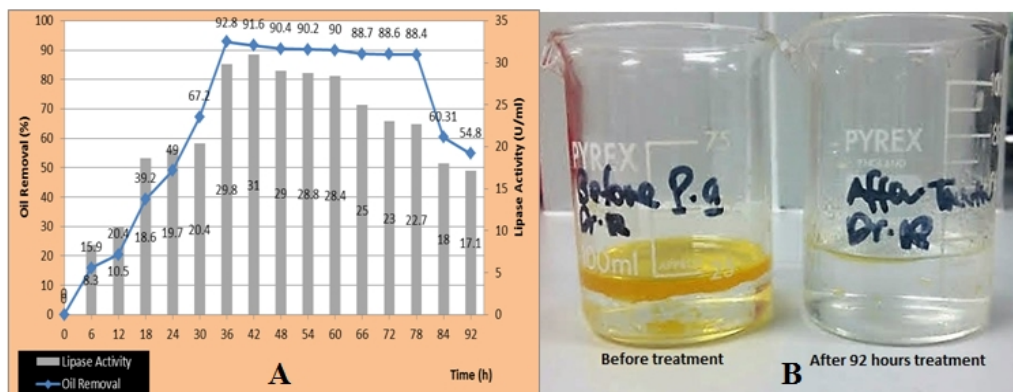 A
Oil Removal (%)
100
90
80
70
60
50
40
30
20
10
0
35
30
25
20
15
10
5
0
Lipase Activity (U/ml)
0
0
15.9
20.4
39.2
49
67.2
92.8
91.6
90.4
90.2
90
88.7
88.6
88.4
60.31
54.8
8.3
10.5
18.6
19.7
20.4
29.8
31
29
28.8
28.4
25
23
22.7
18
17.1
0 6 12 18 24 30 36 42 48 54 60 66 72 78 84 92
Time (h)
Lipase Activity
Oil Removal
B
75
PYREX
Before P.a
Dr.R
100ml
APPROX
25
Before treatment
PYREX
ENGLAND
After
Dr.
After 92 hours treatment